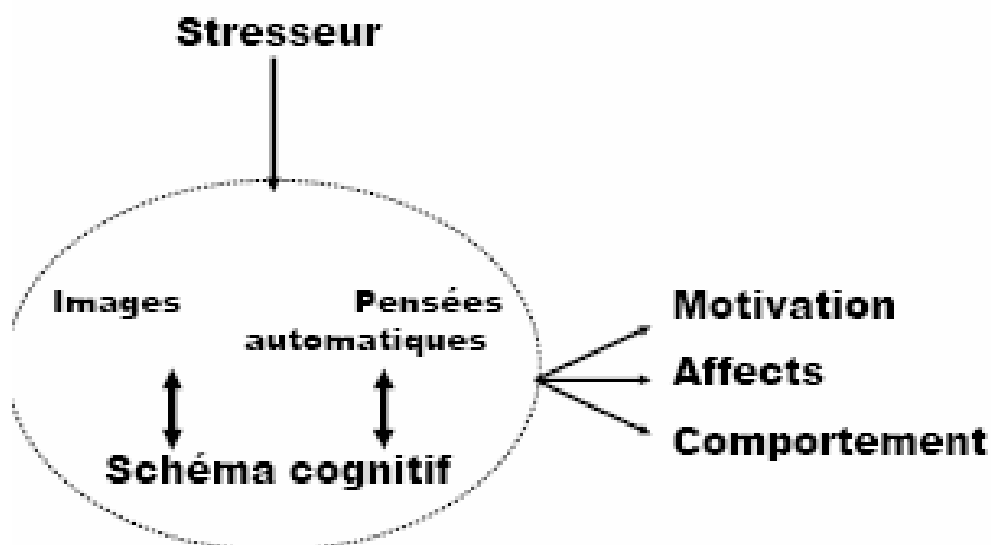 Stresseur
Images
Pensées
automatiques
Schéma cognitif
Motivation
Affects
Comportement